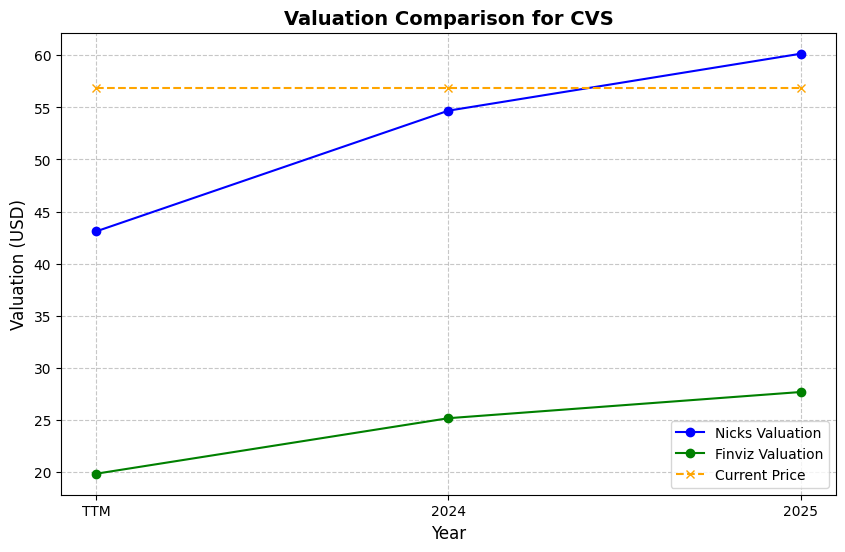 Valuation Comparison for CVS
Valuation (USD)
60
55
50
45
40
35
30
25
20
TTM
2024
2025
Year
Nicks Valuation
Finviz Valuation
Current Price